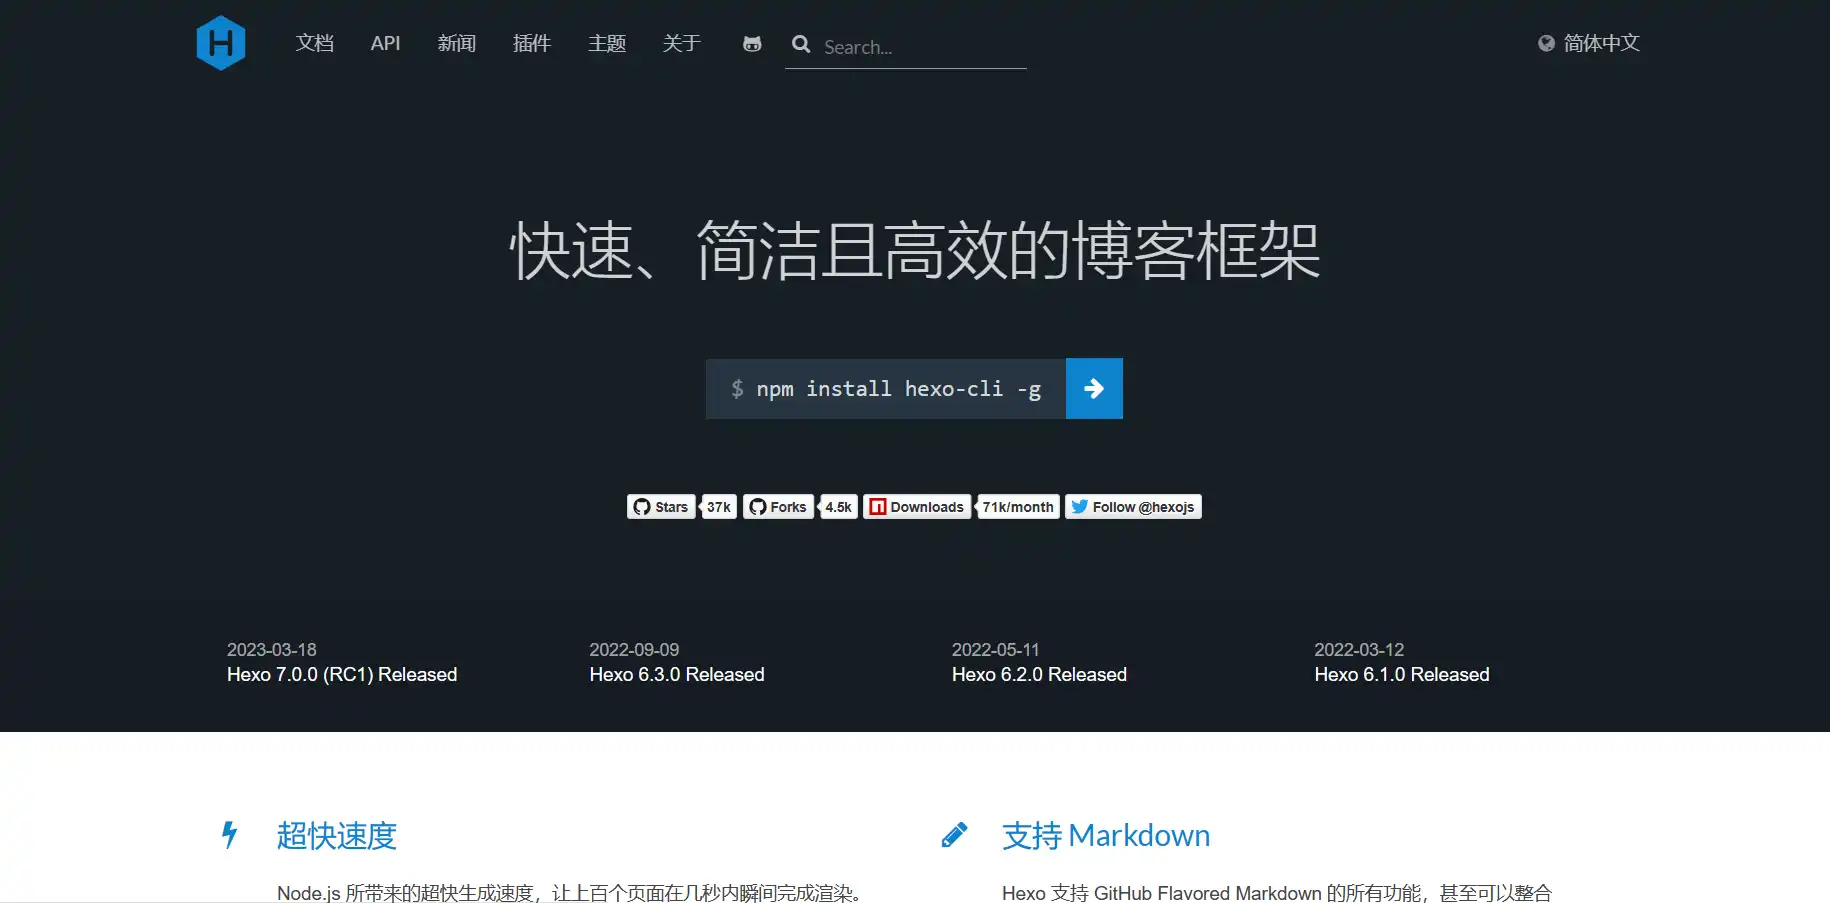 H 文档 API 新闻 插件 主题 关于 Search... 简体中文
快速、简洁且高效的博客框架
$ npm install hexo-cli -g
Stars 37k Forks 4.5k Downloads 71k/month Follow @hexojs
2023-03-18 2022-09-09 2022-05-11 2022-03-12
Hexo 7.0.0 (RC1) Released Hexo 6.3.0 Released Hexo 6.2.0 Released Hexo 6.1.0 Released
超快速度 支持 Markdown
Node.js 所带来的超快生成速度，让上百个页面在几秒内瞬间完成渲染。 Hexo 支持 GitHub Flavored Markdown 的所有功能，甚至可以整合